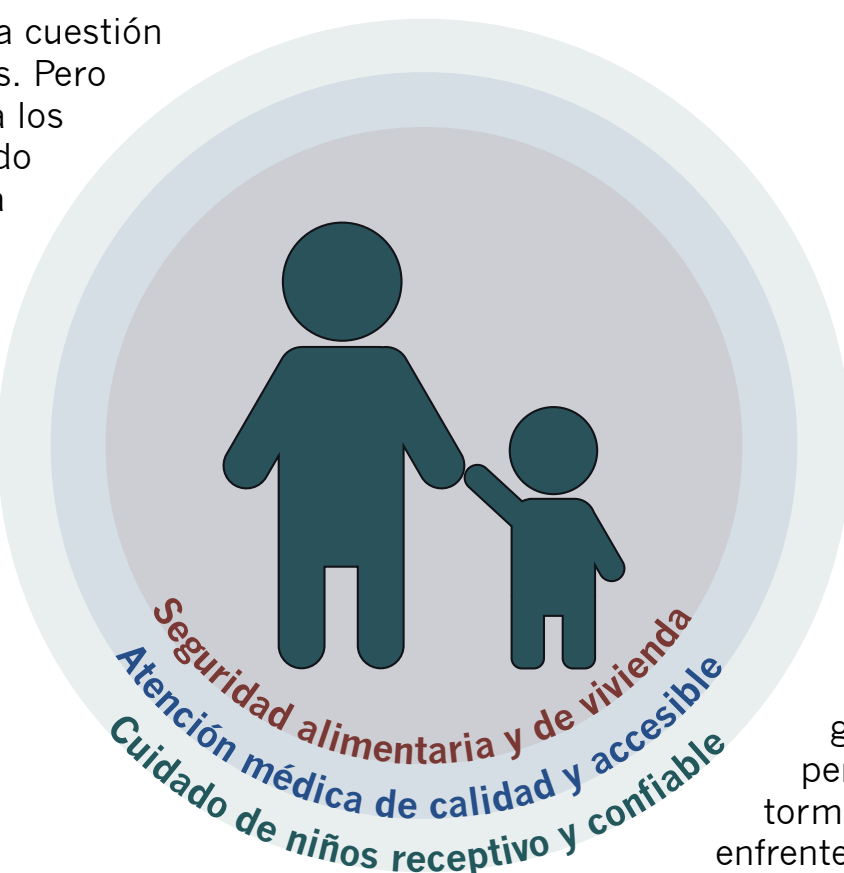 a cuestión
s. Pero
a los
do
a
Seguridad alimentaria y de vivienda
Atención médica de calidad y accesible
Cuidado de niños receptivo y confiable
g
per
torm
enfrente